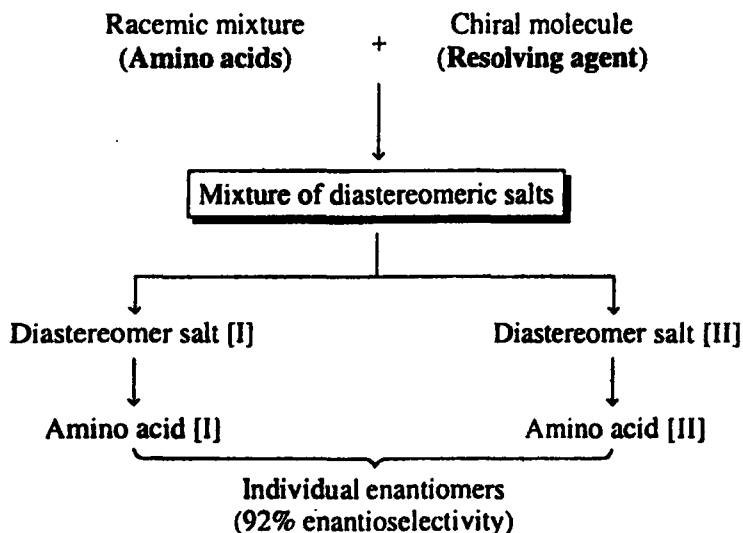 Racemic mixture
(Amino acids)
+
Chiral molecule
(Resolving agent)
Mixture of diastereomeric salts
Diastereomer salt [I]
Diastereomer salt [II]
Amino acid [I]
Amino acid [II]
Individual enantiomers
(92% enantioselectivity)